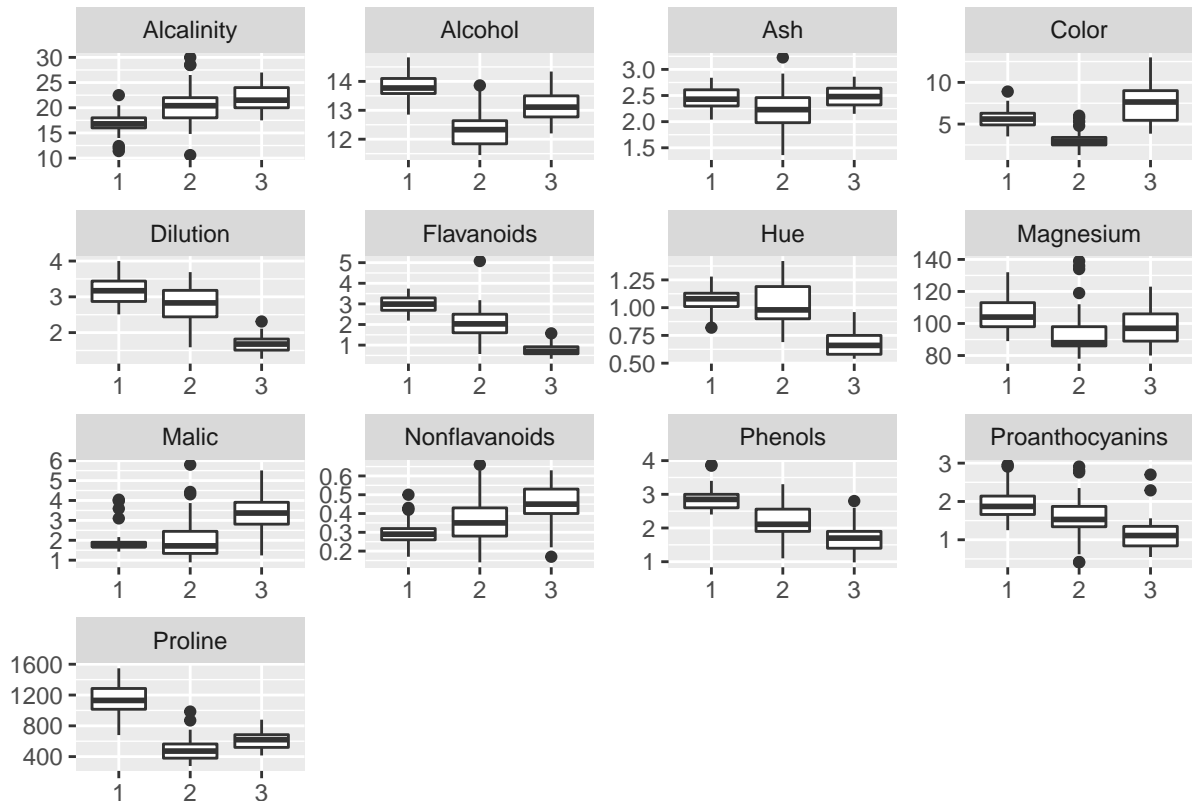 Alcalinity
30
25
20
15
10
1 2 3
Alcohol
14
13
12
1 2 3
Ash
3.0
2.5
2.0
1.5
1 2 3
Color
10
5
1 2 3
Dilution
4
3
2
1 2 3
Flavanoids
5
4
3
2
1
1 2 3
Hue
1.25
1.00
0.75
0.50
1 2 3
Magnesium
140
120
100
80
1 2 3
Malic
6
5
4
3
2
1
1 2 3
Nonflavanoids
0.6
0.5
0.4
0.3
0.2
1 2 3
Phenols
4
3
2
1
1 2 3
Proanthocyanins
3
2
1
1 2 3
Proline
1600
1200
800
400
1 2 3